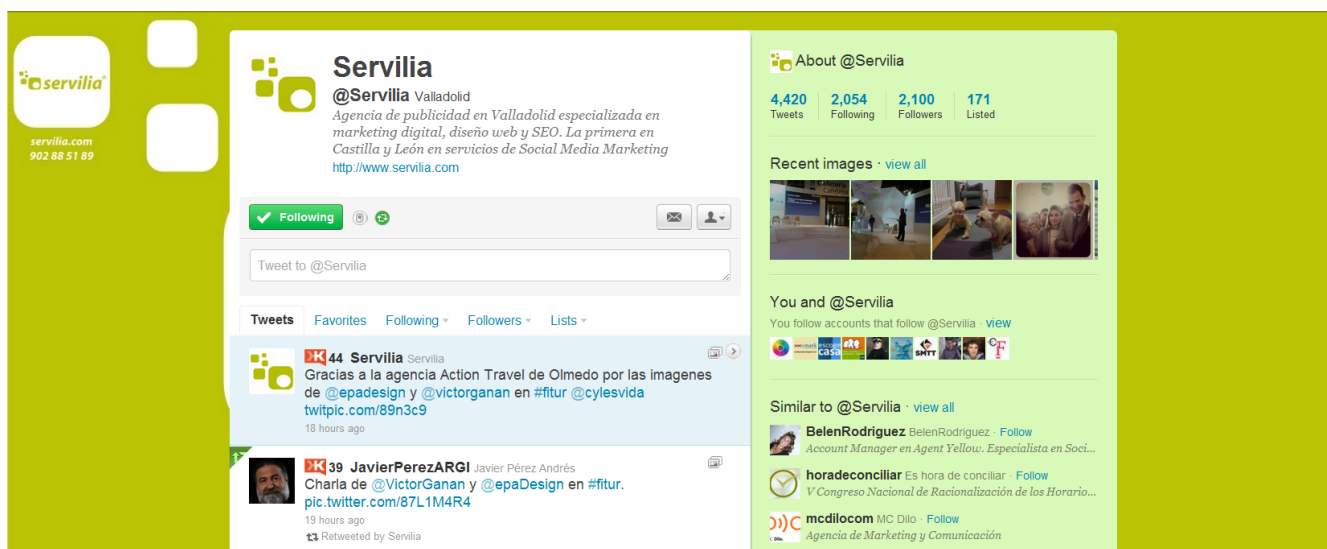 servilia
servilia.com
902 88 51 89
Servilia
@Servilia Valladolid
Agencia de publicidad en Valladolid especializada en
marketing digital, diseño web y SEO. La primera en
Castilla y León en servicios de Social Media Marketing
http://www.servilia.com
Following
Tweet to @Servilia
Tweets Favorites Following Followers Lists
44 Servilia Servilia
Gracias a la agencia Action Travel de Olmedo por las imagenes
de @epadesign y @victorganan en #fitur @cylesvida
twitpic.com/89n3c9
18 hours ago
39 JavierPerezARGI Javier Pérez Andrés
Charla de @VictorGanan y @epaDesign en #fitur.
pic.twitter.com/87L1M4R4
19 hours ago
Retweeted by Servilia
About @Servilia
4,420 2,054 2,100 171
Tweets Following Followers Listed
Recent images · view all
You and @Servilia
You follow accounts that follow @Servilia · view
casa
SMTT
Similar to @Servilia · view all
BelenRodriguez BelenRodriguez · Follow
Account Manager en Agent Yellow. Especialista en Soci...
horadeconciliar Es hora de conciliar · Follow
V Congreso Nacional de Racionalización de los Horario...
mcdilocom MC Dilo · Follow
Agencia de Marketing y Comunicación